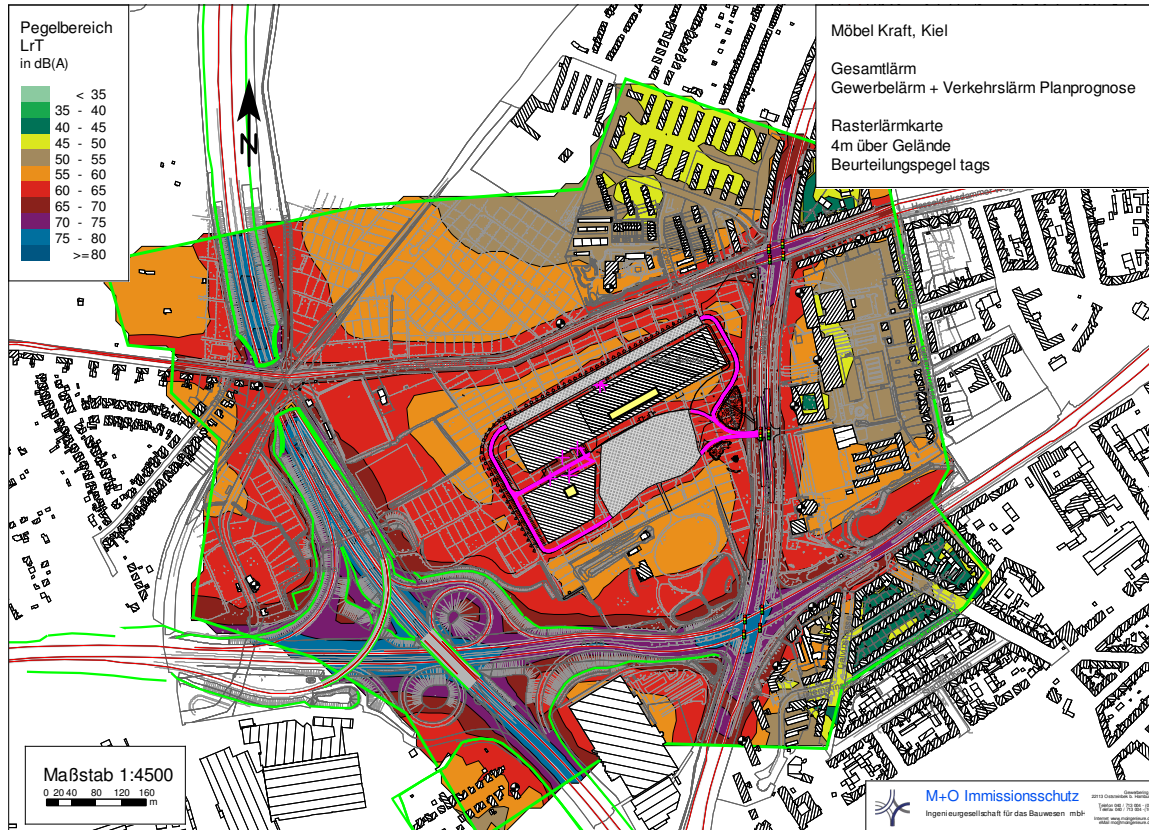 Pegelbereich
LrT
in dB(A)
< 35
35 - 40
40 - 45
45 - 50
50 - 55
55 - 60
60 - 65
65 - 70
70 - 75
75 - 80
>=80
N
Möbel Kraft, Kiel
Gesamtlärm
Gewerbelärm + Verkehrslärm Planprognose
Rasterlärmkarte
4m über Gelände
Beurteilungspegel tags
Maßstab 1:4500
0 20 40 80 120 160
m
M+O Immissionsschutz
Ingenieurgesellschaft für das Bauwesen mbH